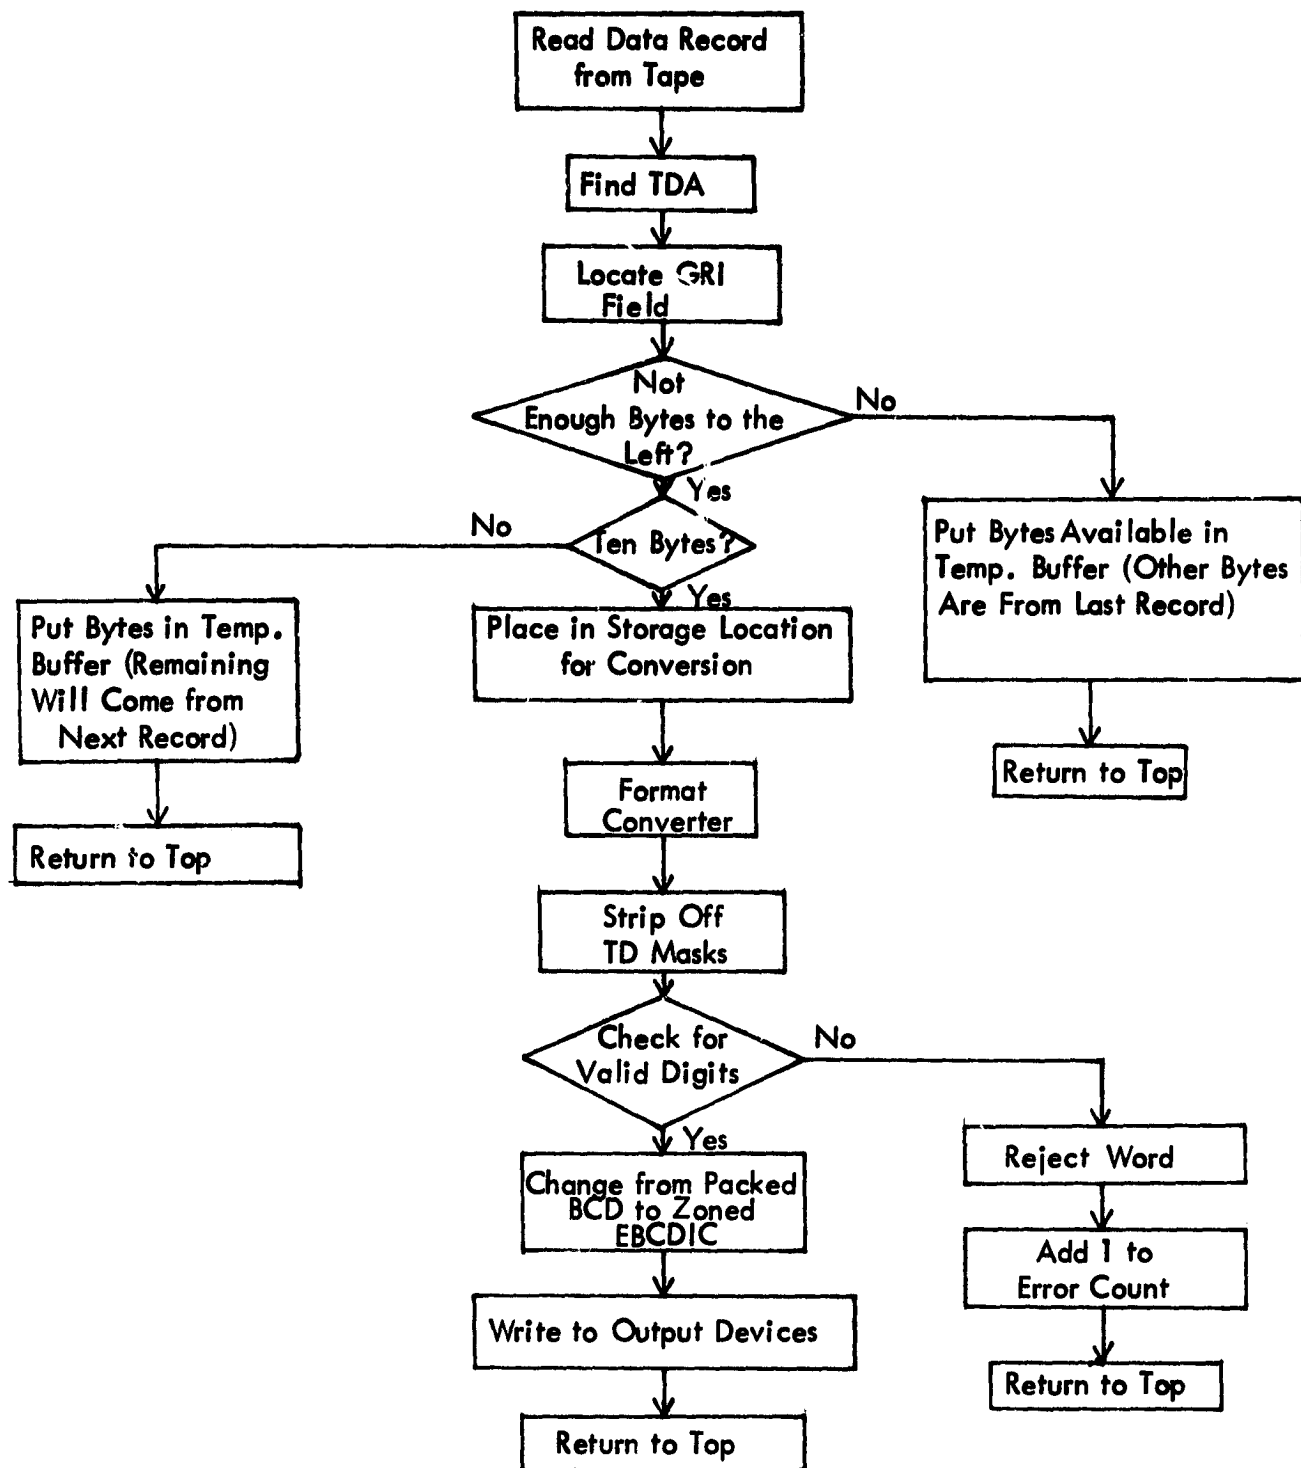 Read Data Record
from Tape
Find TDA
Locate GRI
Field
Not
Enough Bytes to the
Left?
No
Yes
Ten Bytes?
No
Yes
Put Bytes Available in
Temp. Buffer (Other Bytes
Are From Last Record)
Return to Top
Put Bytes in Temp.
Buffer (Remaining
Will Come from
Next Record)
Return to Top
Place in Storage Location
for Conversion
Format
Converter
Strip Off
TD Masks
Check for
Valid Digits
No
Yes
Reject Word
Add 1 to
Error Count
Return to Top
Change from Packed
BCD to Zoned
EBCDIC
Write to Output Devices
Return to Top